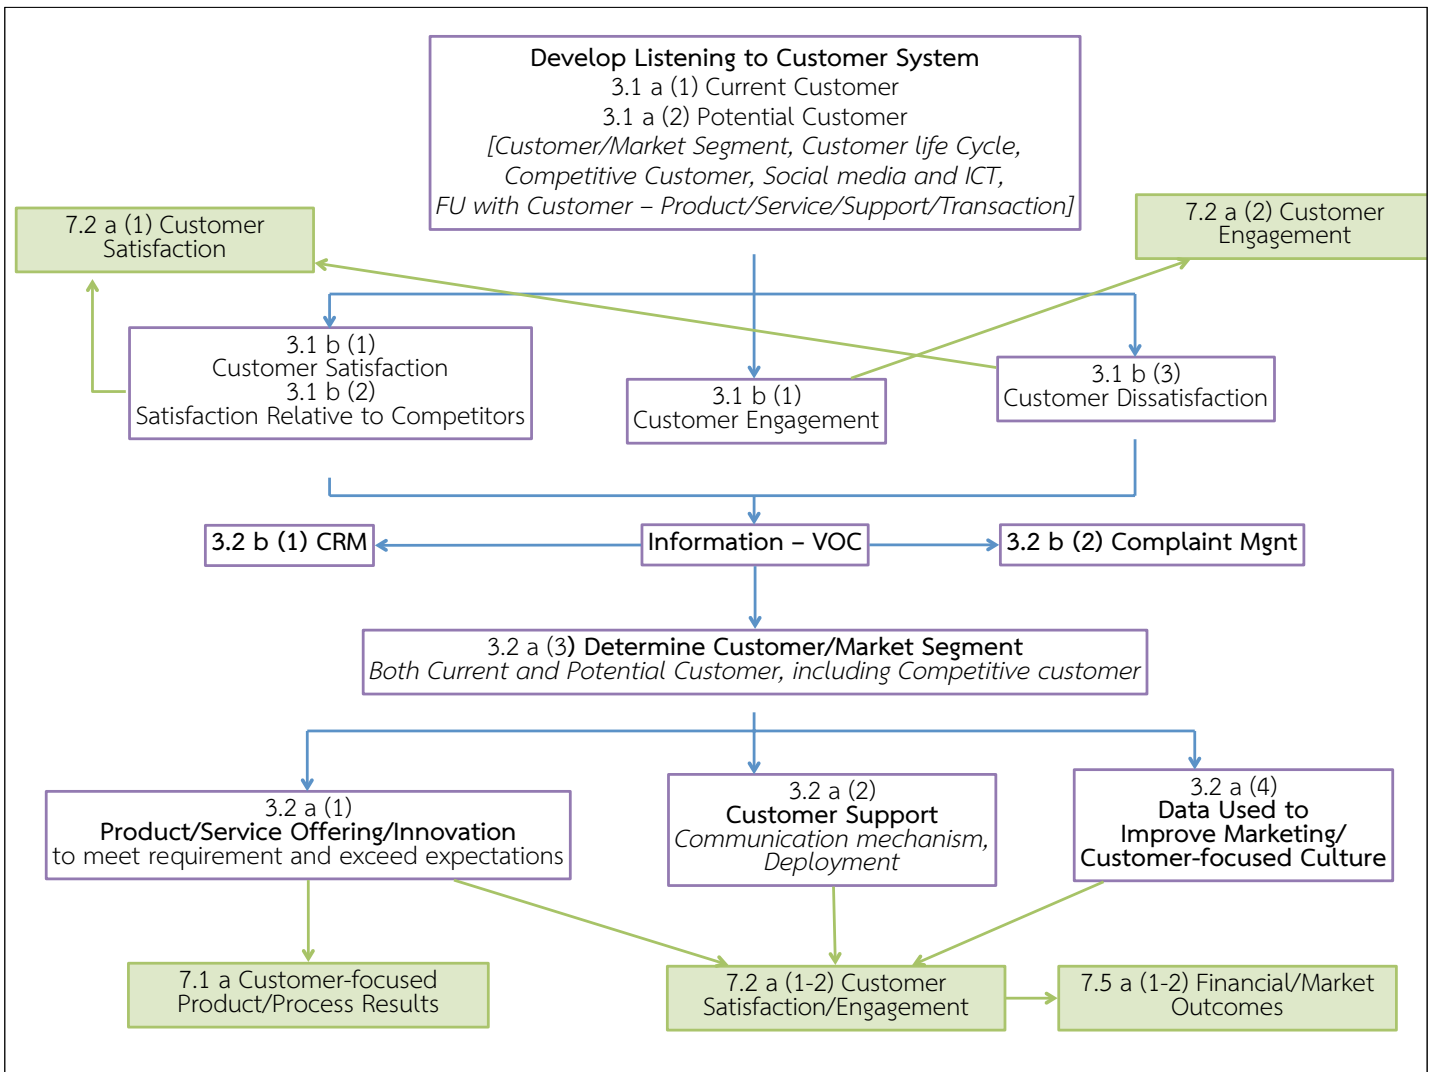 Develop Listening to Customer System
3.1 a (1) Current Customer
3.1 a (2) Potential Customer
[Customer/Market Segment, Customer life Cycle,
Competitive Customer, Social media and ICT,
FU with Customer – Product/Service/Support/Transaction]
7.2 a (1) Customer
Satisfaction
7.2 a (2) Customer
Engagement
3.1 b (1)
Customer Satisfaction
3.1 b (2)
Satisfaction Relative to Competitors
3.1 b (1)
Customer Engagement
3.1 b (3)
Customer Dissatisfaction
3.2 b (1) CRM
Information – VOC
3.2 b (2) Complaint Mgnt
3.2 a (3) Determine Customer/Market Segment
Both Current and Potential Customer, including Competitive customer
3.2 a (1)
Product/Service Offering/Innovation
to meet requirement and exceed expectations
3.2 a (2)
Customer Support
Communication mechanism,
Deployment
3.2 a (4)
Data Used to
Improve Marketing/
Customer-focused Culture
7.1 a Customer-focused
Product/Process Results
7.2 a (1-2) Customer
Satisfaction/Engagement
7.5 a (1-2) Financial/Market
Outcomes